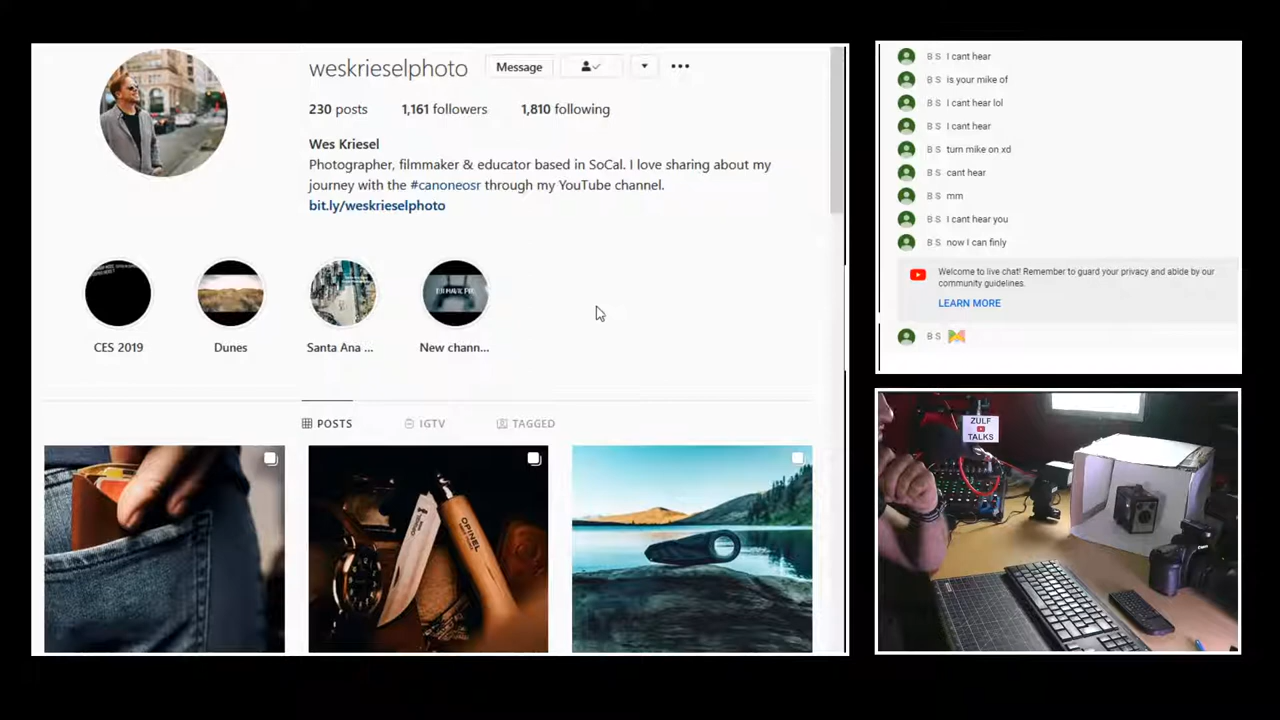 weskrieselphoto Message
230 posts 1,161 followers 1,810 following
Wes Kriesel
Photographer, filmmaker & educator based in SoCal. I love sharing about my
journey with the #canoneosr through my YouTube channel.
bit.ly/weskrieselphoto
CES 2019 Dunes Santa Ana ... New chann...
POSTS IGTV TAGGED
OPINEL
B S I cant hear
B S is your mike of
B S I cant hear lol
B S I cant hear
B S turn mike on xd
B S cant hear
B S mm
B S I cant hear you
B S now I can finly
Welcome to live chat! Remember to guard your privacy and abide by our
community guidelines.
LEARN MORE
B S
ZULF
TALKS
Canon